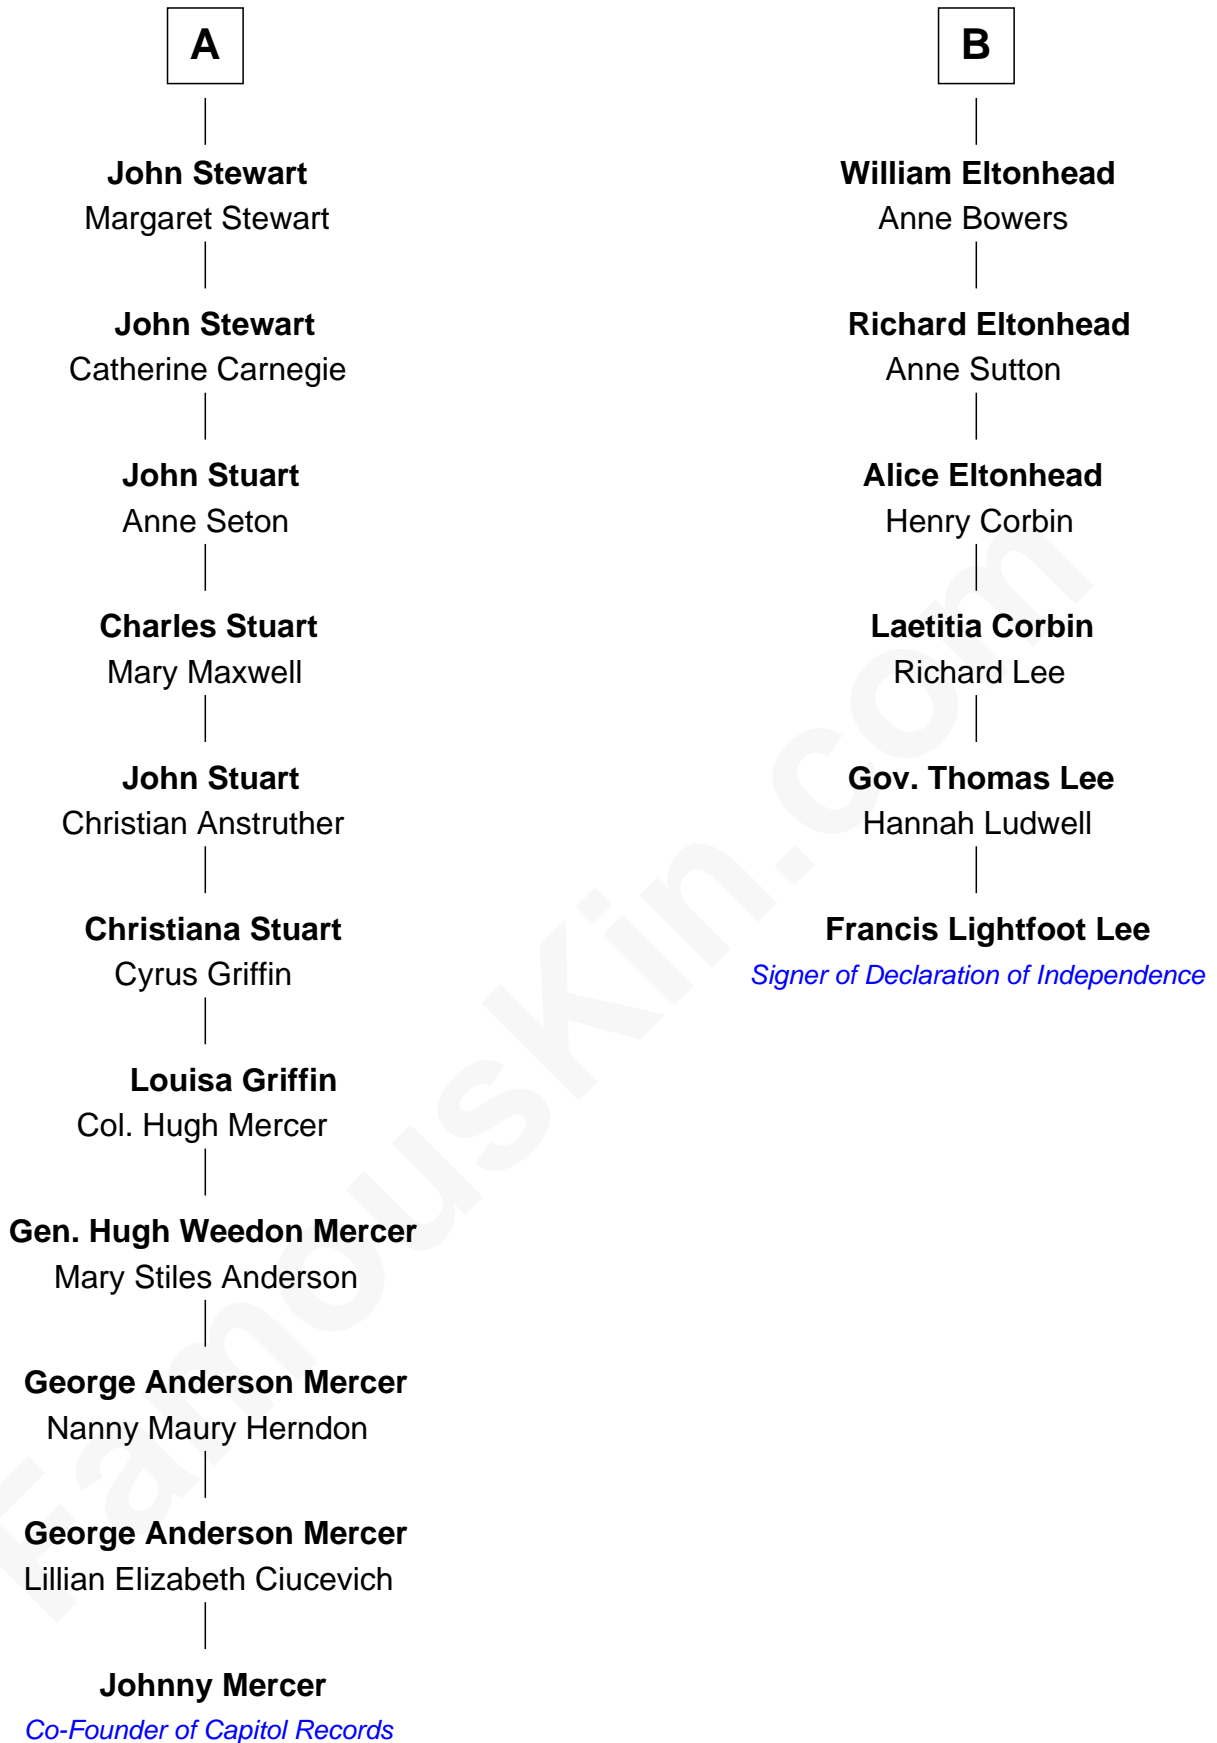 A
John Stewart
Margaret Stewart
John Stewart
Catherine Carnegie
John Stuart
Anne Seton
Charles Stuart
Mary Maxwell
John Stuart
Christian Anstruther
Christiana Stuart
Cyrus Griffin
Louisa Griffin
Col. Hugh Mercer
Gen. Hugh Weedon Mercer
Mary Stiles Anderson
George Anderson Mercer
Nanny Maury Herndon
George Anderson Mercer
Lillian Elizabeth Ciucevich
Johnny Mercer
Co-Founder of Capitol Records
B
William Eltonhead
Anne Bowers
Richard Eltonhead
Anne Sutton
Alice Eltonhead
Henry Corbin
Laetitia Corbin
Richard Lee
Gov. Thomas Lee
Hannah Ludwell
Francis Lightfoot Lee
Signer of Declaration of Independence
FamousKin.com